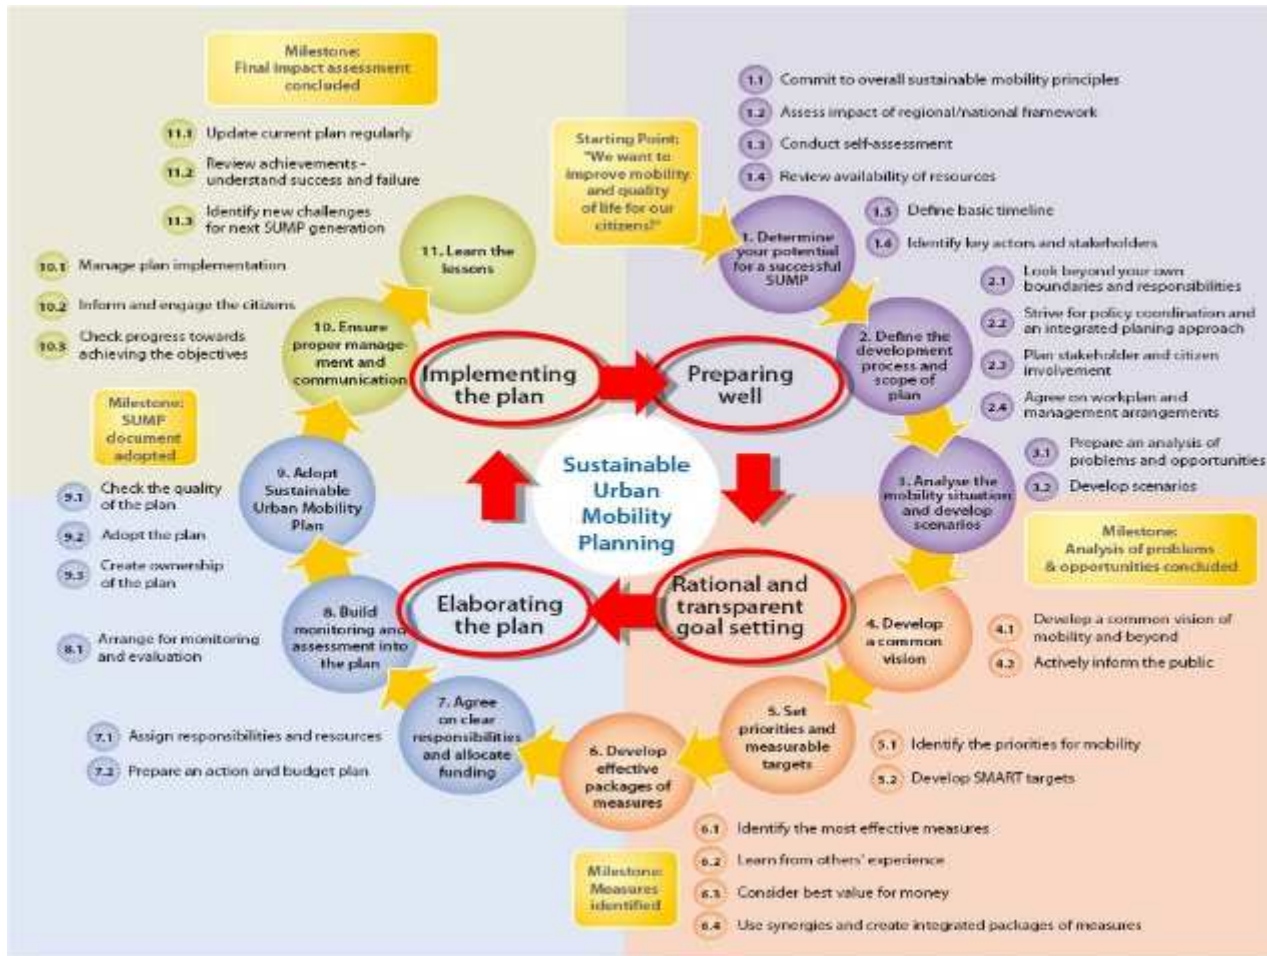 Starting Point:
"We want to
improve mobility
and quality
of life for our
citizens!"
1. Determine
your potential
for a successful
SUMP
1.1 Commit to overall sustainable mobility principles
1.2 Assess impact of regional/national framework
1.3 Conduct self-assessment
1.4 Review availability of resources
1.5 Define basic timeline
1.6 Identify key actors and stakeholders
2. Define the
development
process and
scope of
plan
2.1 Look beyond your own
boundaries and responsibilities
2.2 Strive for policy coordination and
an integrated planing approach
2.3 Plan stakeholder and citizen
involvement
2.4 Agree on workplan and
management arrangements
3. Analyse the
mobility situation
and develop
scenarios
3.1 Prepare an analysis of
problems and opportunities
3.2 Develop scenarios
Milestone:
Analysis of problems
& opportunities concluded
4. Develop
a common
vision
4.1 Develop a common vision of
mobility and beyond
4.2 Actively inform the public
5. Set
priorities and
measurable
targets
5.1 Identify the priorities for mobility
5.2 Develop SMART targets
6. Develop
effective
packages of
measures
6.1 Identify the most effective measures
6.2 Learn from others' experience
6.3 Consider best value for money
6.4 Use synergies and create integrated packages of measures
Milestone:
Measures
identified
7. Agree
on clear
responsibilities
and allocate
funding
7.1 Assign responsibilities and resources
7.2 Prepare an action and budget plan
8. Build
monitoring and
assessment into
the plan
8.1 Arrange for monitoring
and evaluation
9. Adopt
Sustainable
Urban Mobility
Plan
9.1 Check the quality
of the plan
9.2 Adopt the plan
9.3 Create ownership
of the plan
Milestone:
SUMP
document
adopted
10. Ensure
proper manage-
ment and
communication
10.1 Manage plan implementation
10.2 Inform and engage the citizens
10.3 Check progress towards
achieving the objectives
11. Learn the
lessons
11.1 Update current plan regularly
11.2 Review achievements -
understand success and failure
11.3 Identify new challenges
for next SUMP generation
Milestone:
Final impact assessment
concluded
Implementing
the plan
Preparing
well
Sustainable
Urban
Mobility
Planning
Rational and
transparent
goal setting
Elaborating
the plan